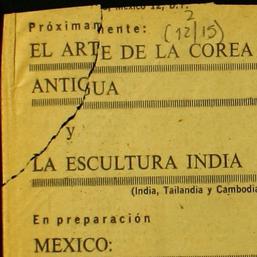 México 12, D.F.
Próximamente: 2
(12/15)
EL ARTE DE LA COREA
ANTIGUA
y
LA ESCULTURA INDIA
(India, Tailandia y Cambodia
En preparación
MEXICO: